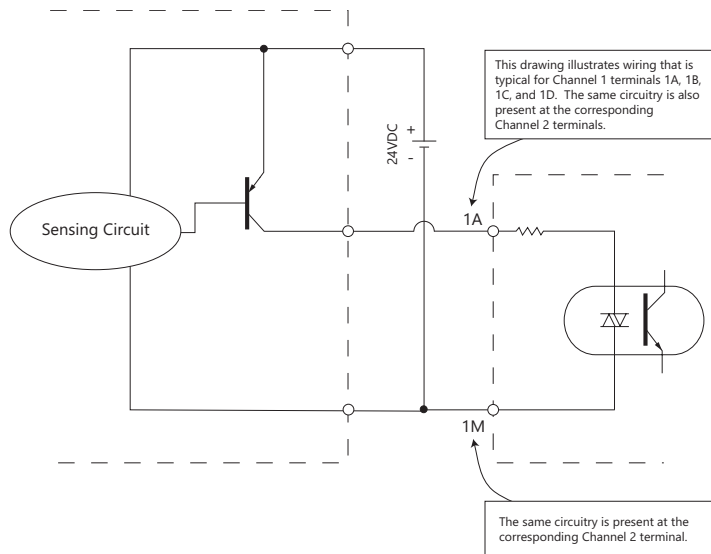 This drawing illustrates wiring that is
typical for Channel 1 terminals 1A, 1B,
1C, and 1D. The same circuitry is also
present at the corresponding
Channel 2 terminals.
24VDC
+
-
1A
Sensing Circuit
1M
The same circuitry is present at the
corresponding Channel 2 terminal.